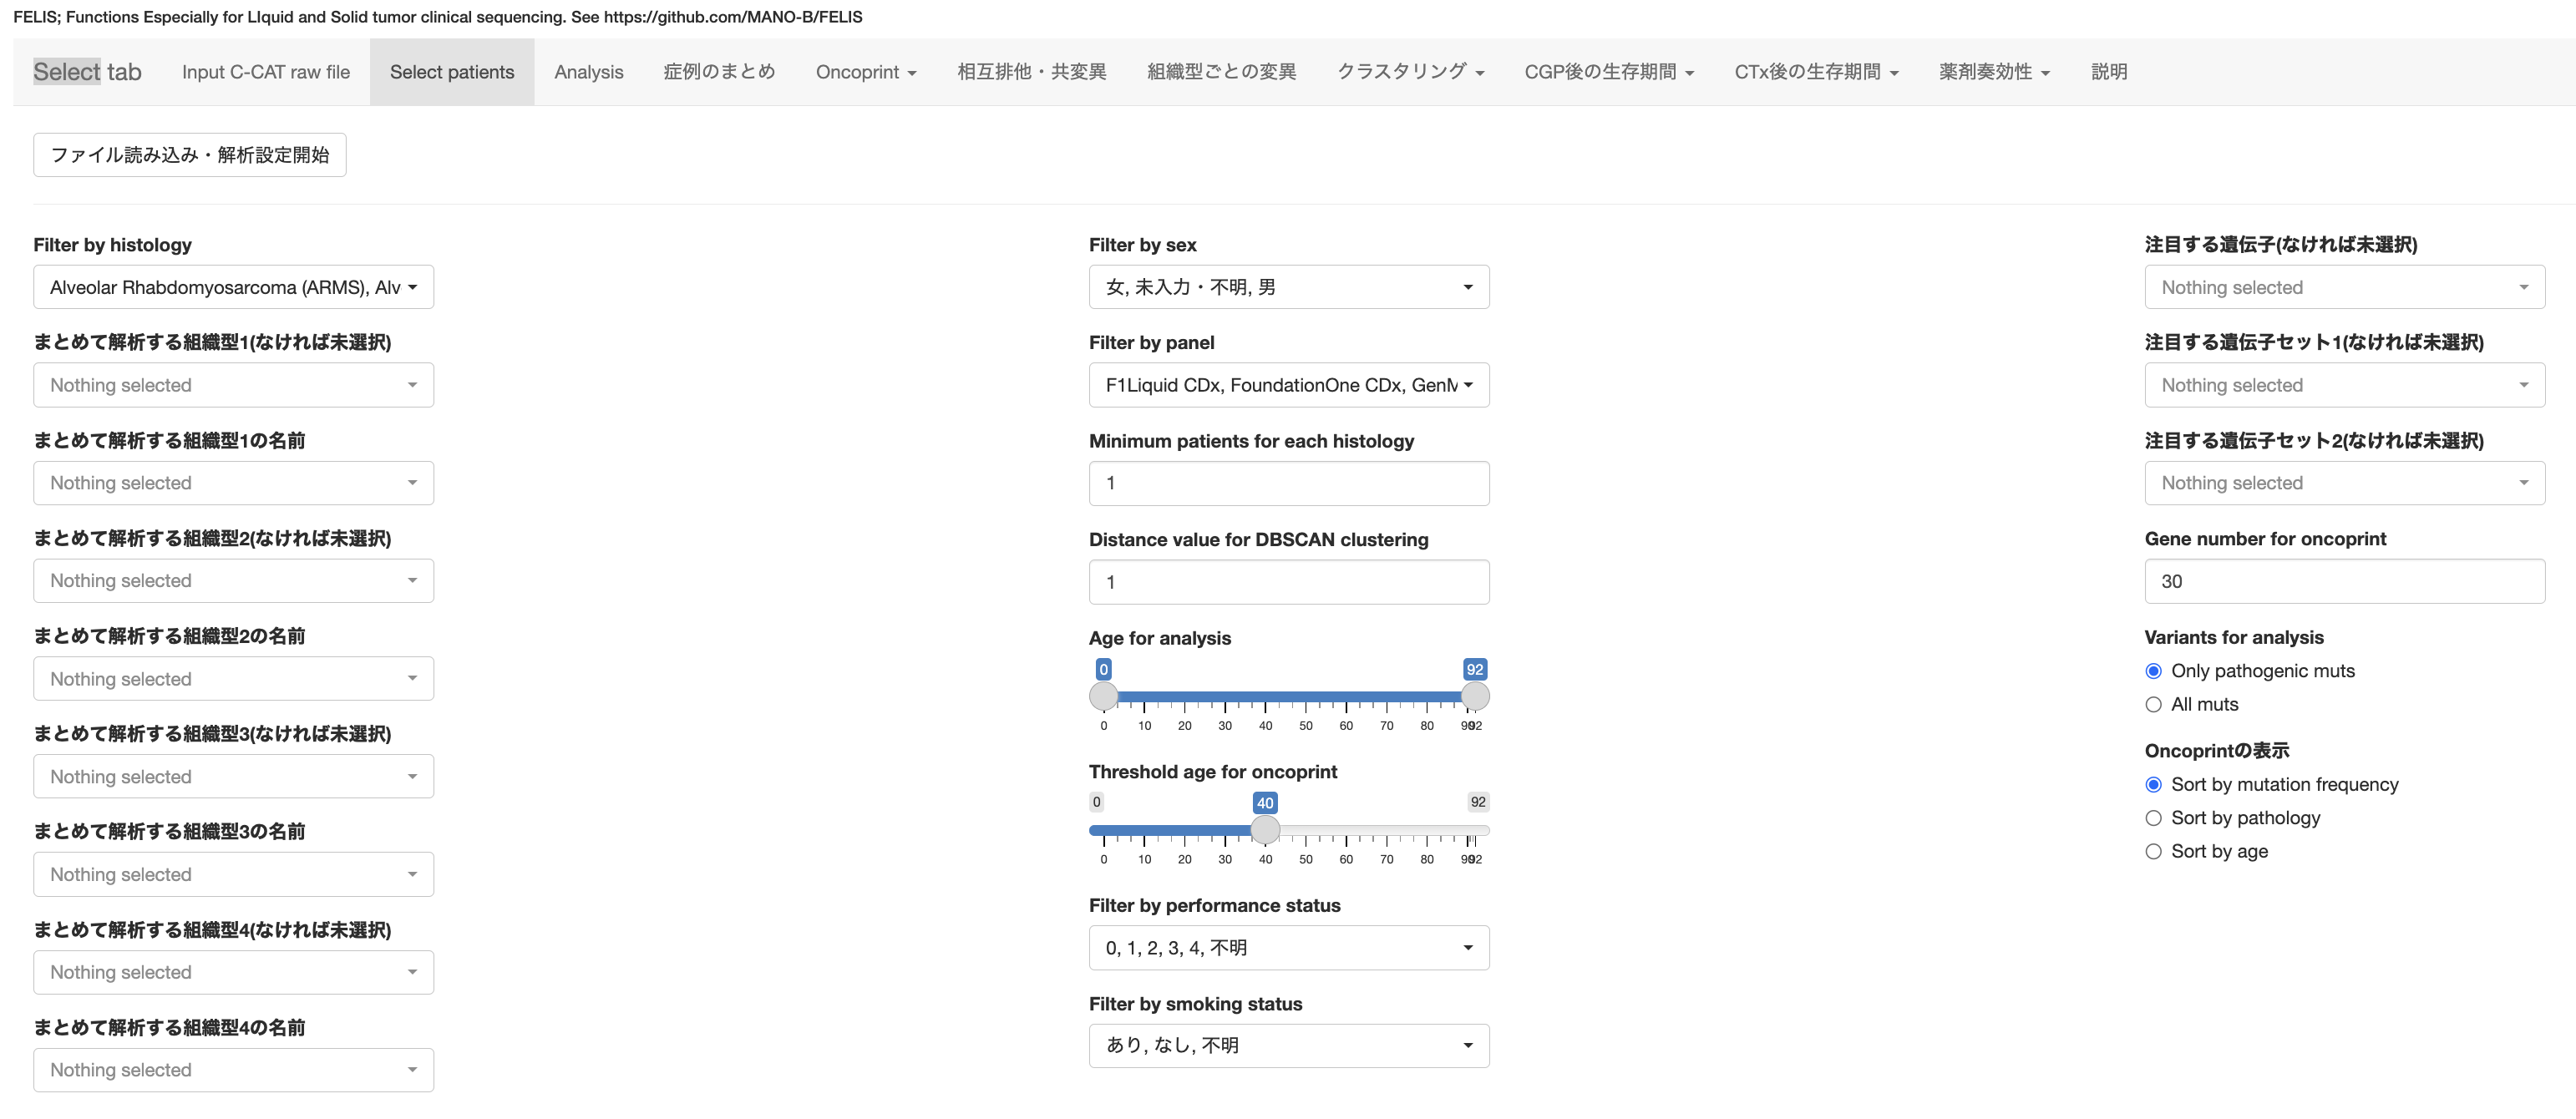 FELIS; Functions Especially for LIquid and Solid tumor clinical sequencing. See https://github.com/MANO-B/FELIS
Select tab Input C-CAT raw file Select patients Analysis 症例のまとめ Oncoprint 相互排他・共変異 組織型ごとの変異 クラスタリング CGP後の生存期間 CTx後の生存期間 薬剤奏効性 説明
ファイル読み込み・解析設定開始
Filter by histology
Alveolar Rhabdomyosarcoma (ARMS), Alv
まとめて解析する組織型1(なければ未選択)
Nothing selected
まとめて解析する組織型1の名前
Nothing selected
まとめて解析する組織型2(なければ未選択)
Nothing selected
まとめて解析する組織型2の名前
Nothing selected
まとめて解析する組織型3(なければ未選択)
Nothing selected
まとめて解析する組織型3の名前
Nothing selected
まとめて解析する組織型4(なければ未選択)
Nothing selected
まとめて解析する組織型4の名前
Nothing selected
Filter by sex
女, 未入力・不明, 男
Filter by panel
F1Liquid CDx, FoundationOne CDx, GenM
Minimum patients for each histology
1
Distance value for DBSCAN clustering
1
Age for analysis
0 92
0 10 20 30 40 50 60 70 80 90 92
Threshold age for oncoprint
0 40 92
0 10 20 30 40 50 60 70 80 90 92
Filter by performance status
0, 1, 2, 3, 4, 不明
Filter by smoking status
あり, なし, 不明
注目する遺伝子(なければ未選択)
Nothing selected
注目する遺伝子セット1(なければ未選択)
Nothing selected
注目する遺伝子セット2(なければ未選択)
Nothing selected
Gene number for oncoprint
30
Variants for analysis
Only pathogenic muts
All muts
Oncoprintの表示
Sort by mutation frequency
Sort by pathology
Sort by age